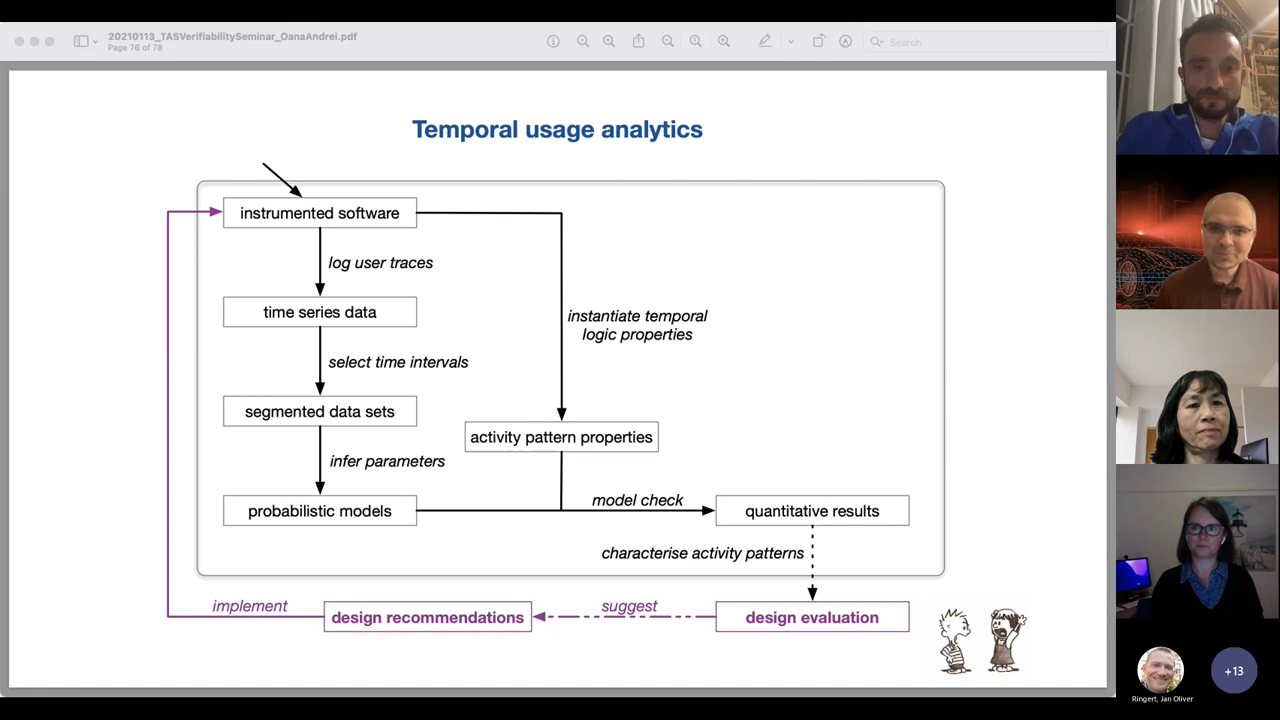 20210113_TASVerifiabilitySeminar_OanaAndrei.pdf
Page 76 of 78
Search
Temporal usage analytics
instrumented software
log user traces
time series data
instantiate temporal
logic properties
select time intervals
segmented data sets
activity pattern properties
infer parameters
probabilistic models
model check
quantitative results
characterise activity patterns
implement
design recommendations
suggest
design evaluation
Ringert, Jan Oliver
+13